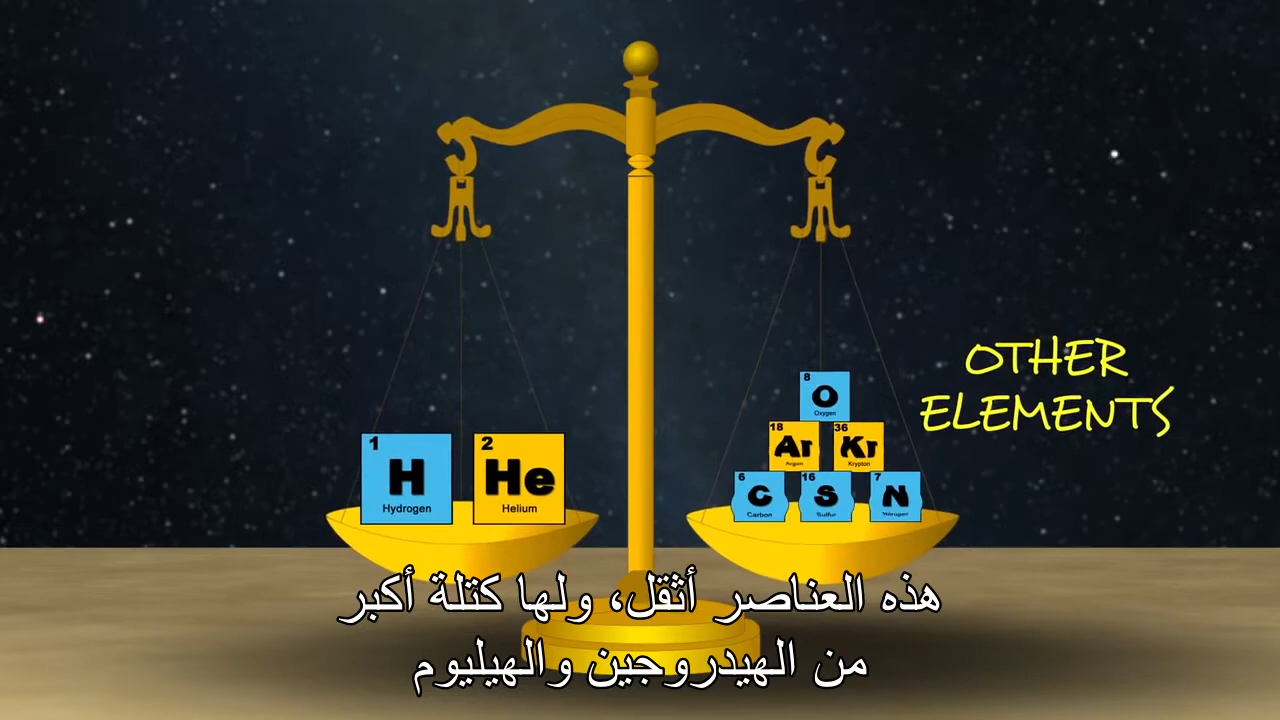 OTHER
ELEMENTS
8
O
Oxygen
18
Ar
Argon
36
Kr
Krypton
1
H
Hydrogen
2
He
Helium
6
C
Carbon
16
S
Sulfur
7
N
Nitrogen
هذه العناصر أثقل، ولها كتلة أكبر
من الهيدروجين والهيليوم